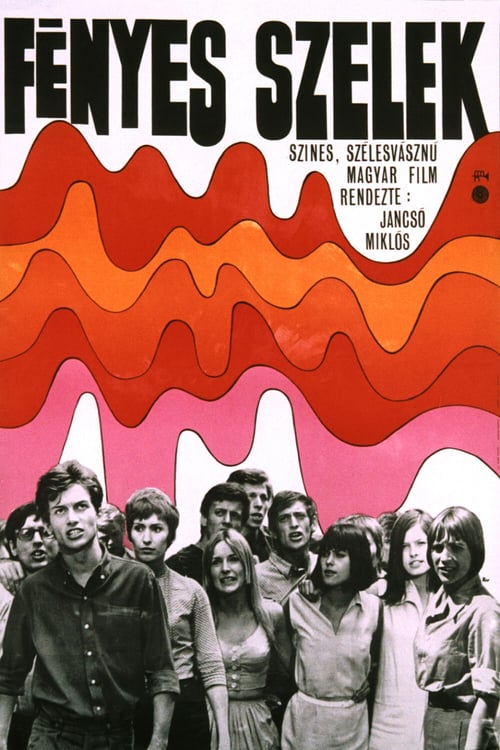 FÉNYES SZELEK
SZINES, SZÉLESVÁSZNÚ
MAGYAR FILM
RENDEZTE:
JANCSÓ
MIKLÓS